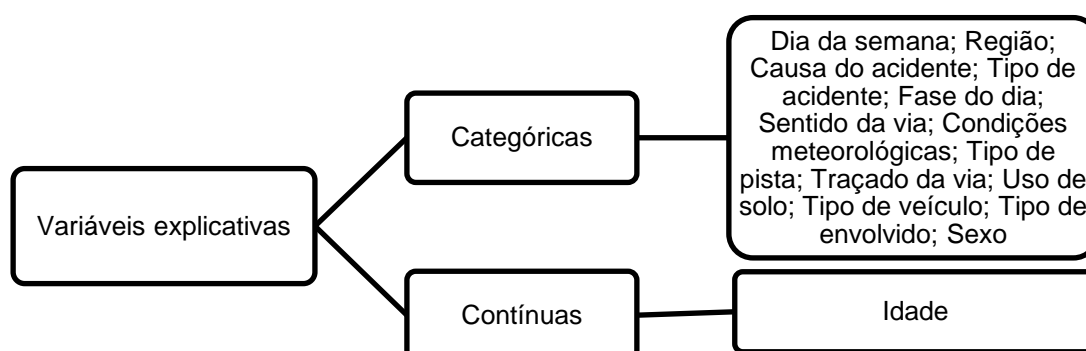 Variáveis explicativas
Categóricas
Dia da semana; Região;
Causa do acidente; Tipo de
acidente; Fase do dia;
Sentido da via; Condições
meteorológicas; Tipo de
pista; Traçado da via; Uso de
solo; Tipo de veículo; Tipo de
envolvido; Sexo
Contínuas
Idade